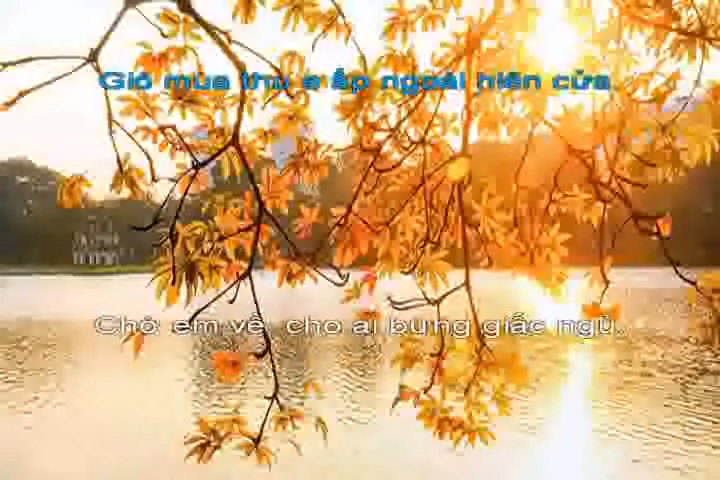 Gió mùa thu e ấp ngoài hiên cửa
Chờ em về, cho ai bừng giấc ngủ.